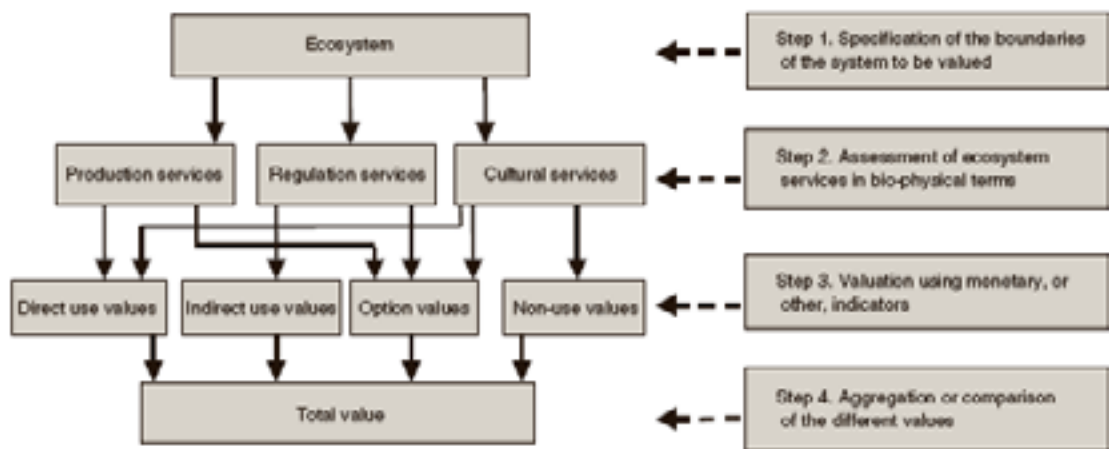 Ecosystem
Step 1. Specification of the boundaries
of the system to be valued
Production services
Regulation services
Cultural services
Step 2. Assessment of ecosystem
services in bio-physical terms
Direct use values
Indirect use values
Option values
Non-use values
Step 3. Valuation using monetary, or
other, indicators
Total value
Step 4. Aggregation or comparison
of the different values